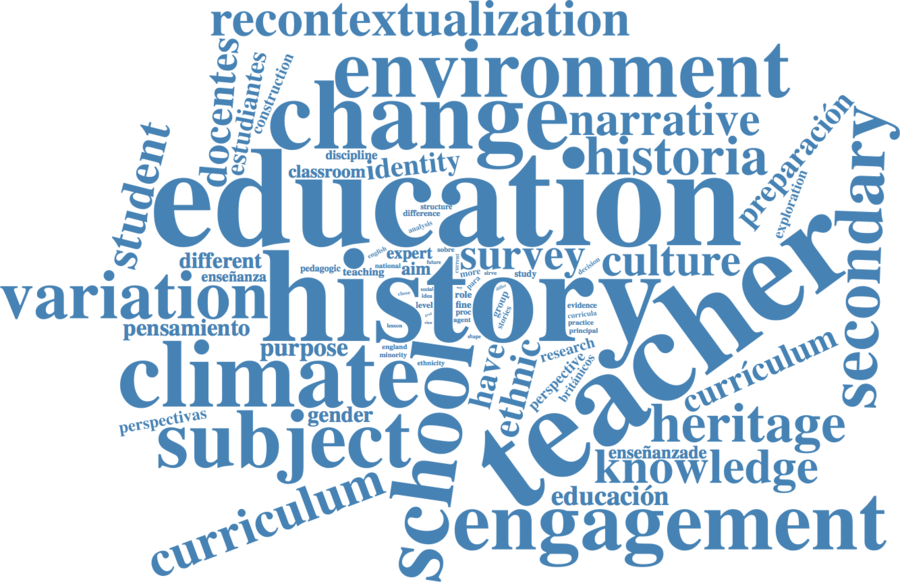 recontextualization
environment
change
narrative
docentes
estudiantes
construction
student
historia
preparación
exploration
secondary
discipline
classroom
identity
education
structure
difference
analysis
teacher
english
sobre
expert
survey
different
culture
current
future
decision
national
pedagogic
teaching
aim
more
sirve
study
enseñanza
para
variation
history
social
idea
role
group
stories
level
fine
evidence
proc
curricula
agent
practice
lesson
view
pensamiento
principal
shape
england
purpose
minority
ethnicity
have
ethnic
research
perspective
británicos
currículum
climate
school
gender
perspectivas
subject
heritage
enseñanzade
knowledge
curriculum
educación
engagement